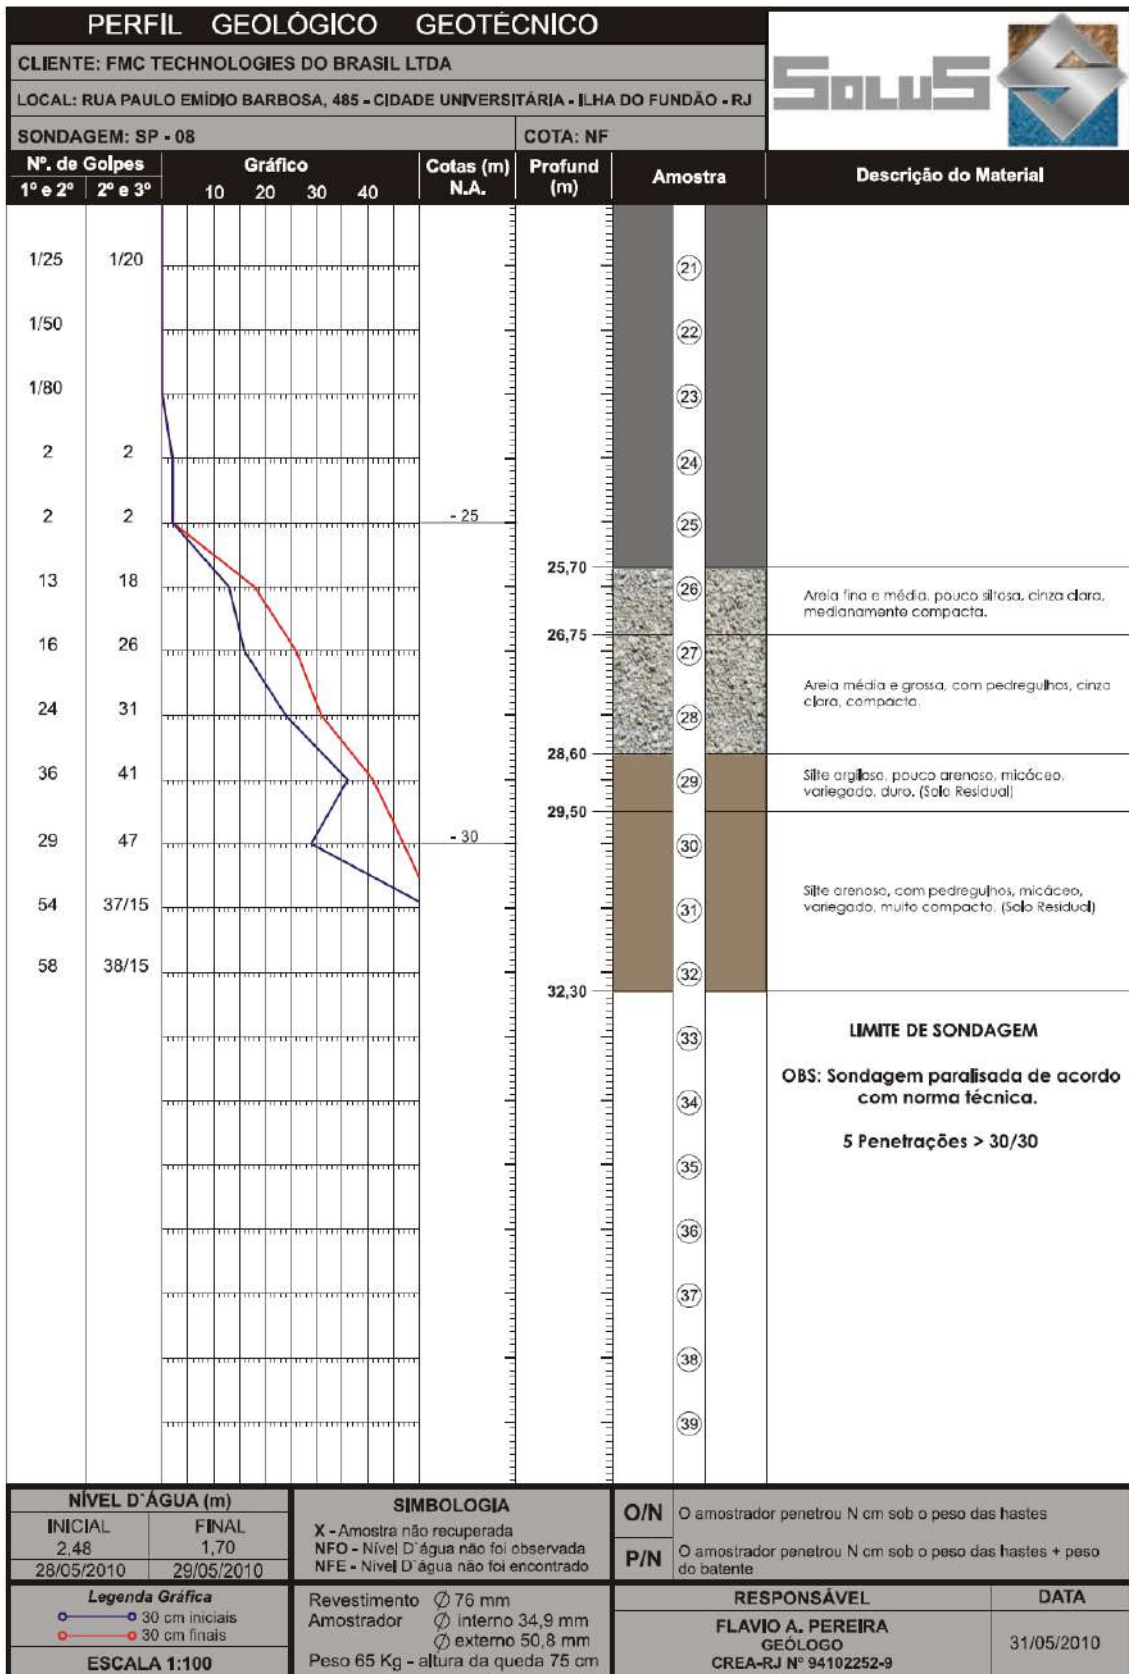 PERFIL GEOLÓGICO GEOTÉCNICO
CLIENTE: FMC TECHNOLOGIES DO BRASIL LTDA
LOCAL: RUA PAULO EMÍDIO BARBOSA, 485 - CIDADE UNIVERSITÁRIA - ILHA DO FUNDÃO - RJ
SONDAGEM: SP - 08
COTA: NF
SOLUS
Nº. de Golpes
1º e 2º
2º e 3º
Gráfico
10 20 30 40
Cotas (m)
N.A.
Profund
(m)
Amostra
Descrição do Material
1/25 1/20 21
1/50 22
1/80 23
2 2 24
2 2 - 25 25
25,70
13 18 26
Areia fina e média, pouco siltosa, cinza clara,
medianamente compacta.
26,75
16 26 27
Areia média e grossa, com pedregulhos, cinza
clara, compacta.
24 31 28
28,60
36 41 29
Silte argiloso, pouco arenoso, micáceo,
variegado, duro. (Solo Residual)
29,50
29 47 - 30 30
Silte arenoso, com pedregulhos, micáceo,
variegado, muito compacto. (Solo Residual)
54 37/15 31
58 38/15 32
32,30
LIMITE DE SONDAGEM
33
OBS: Sondagem paralisada de acordo
com norma técnica.
34
5 Penetrações > 30/30
35
36
37
38
39
NÍVEL D`ÁGUA (m)
INICIAL FINAL
2,48 1,70
28/05/2010 29/05/2010
SIMBOLOGIA
X - Amostra não recuperada
NFO - Nível D`água não foi observada
NFE - Nível D`água não foi encontrado
O/N O amostrador penetrou N cm sob o peso das hastes
P/N O amostrador penetrou N cm sob o peso das hastes + peso
do batente
Legenda Gráfica
30 cm iniciais
30 cm finais
ESCALA 1:100
Revestimento Ø 76 mm
Amostrador Ø interno 34,9 mm
Ø externo 50,8 mm
Peso 65 Kg - altura da queda 75 cm
RESPONSÁVEL
FLAVIO A. PEREIRA
GEÓLOGO
CREA-RJ Nº 94102252-9
DATA
31/05/2010